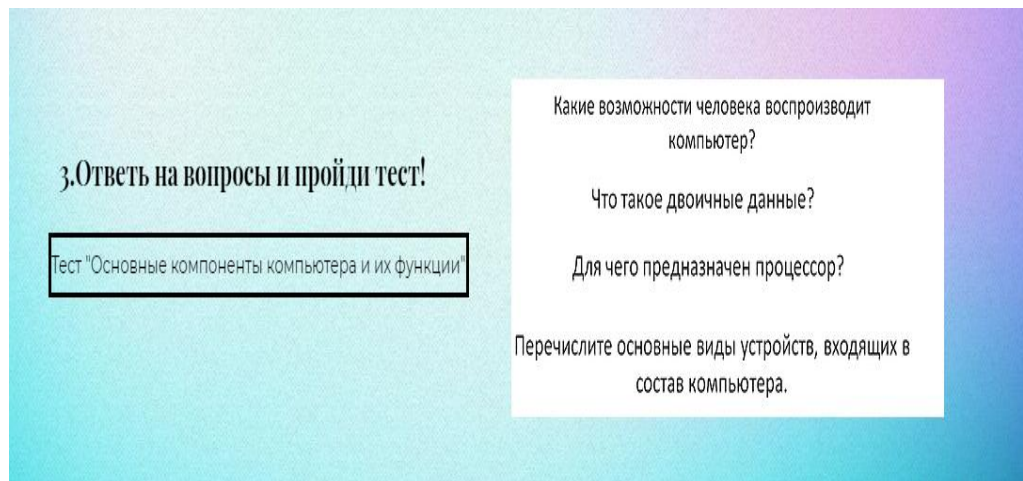 3.Ответь на вопросы и пройди тест!
Тест "Основные компоненты компьютера и их функции"
Какие возможности человека воспроизводит
компьютер?
Что такое двоичные данные?
Для чего предназначен процессор?
Перечислите основные виды устройств, входящих в
состав компьютера.